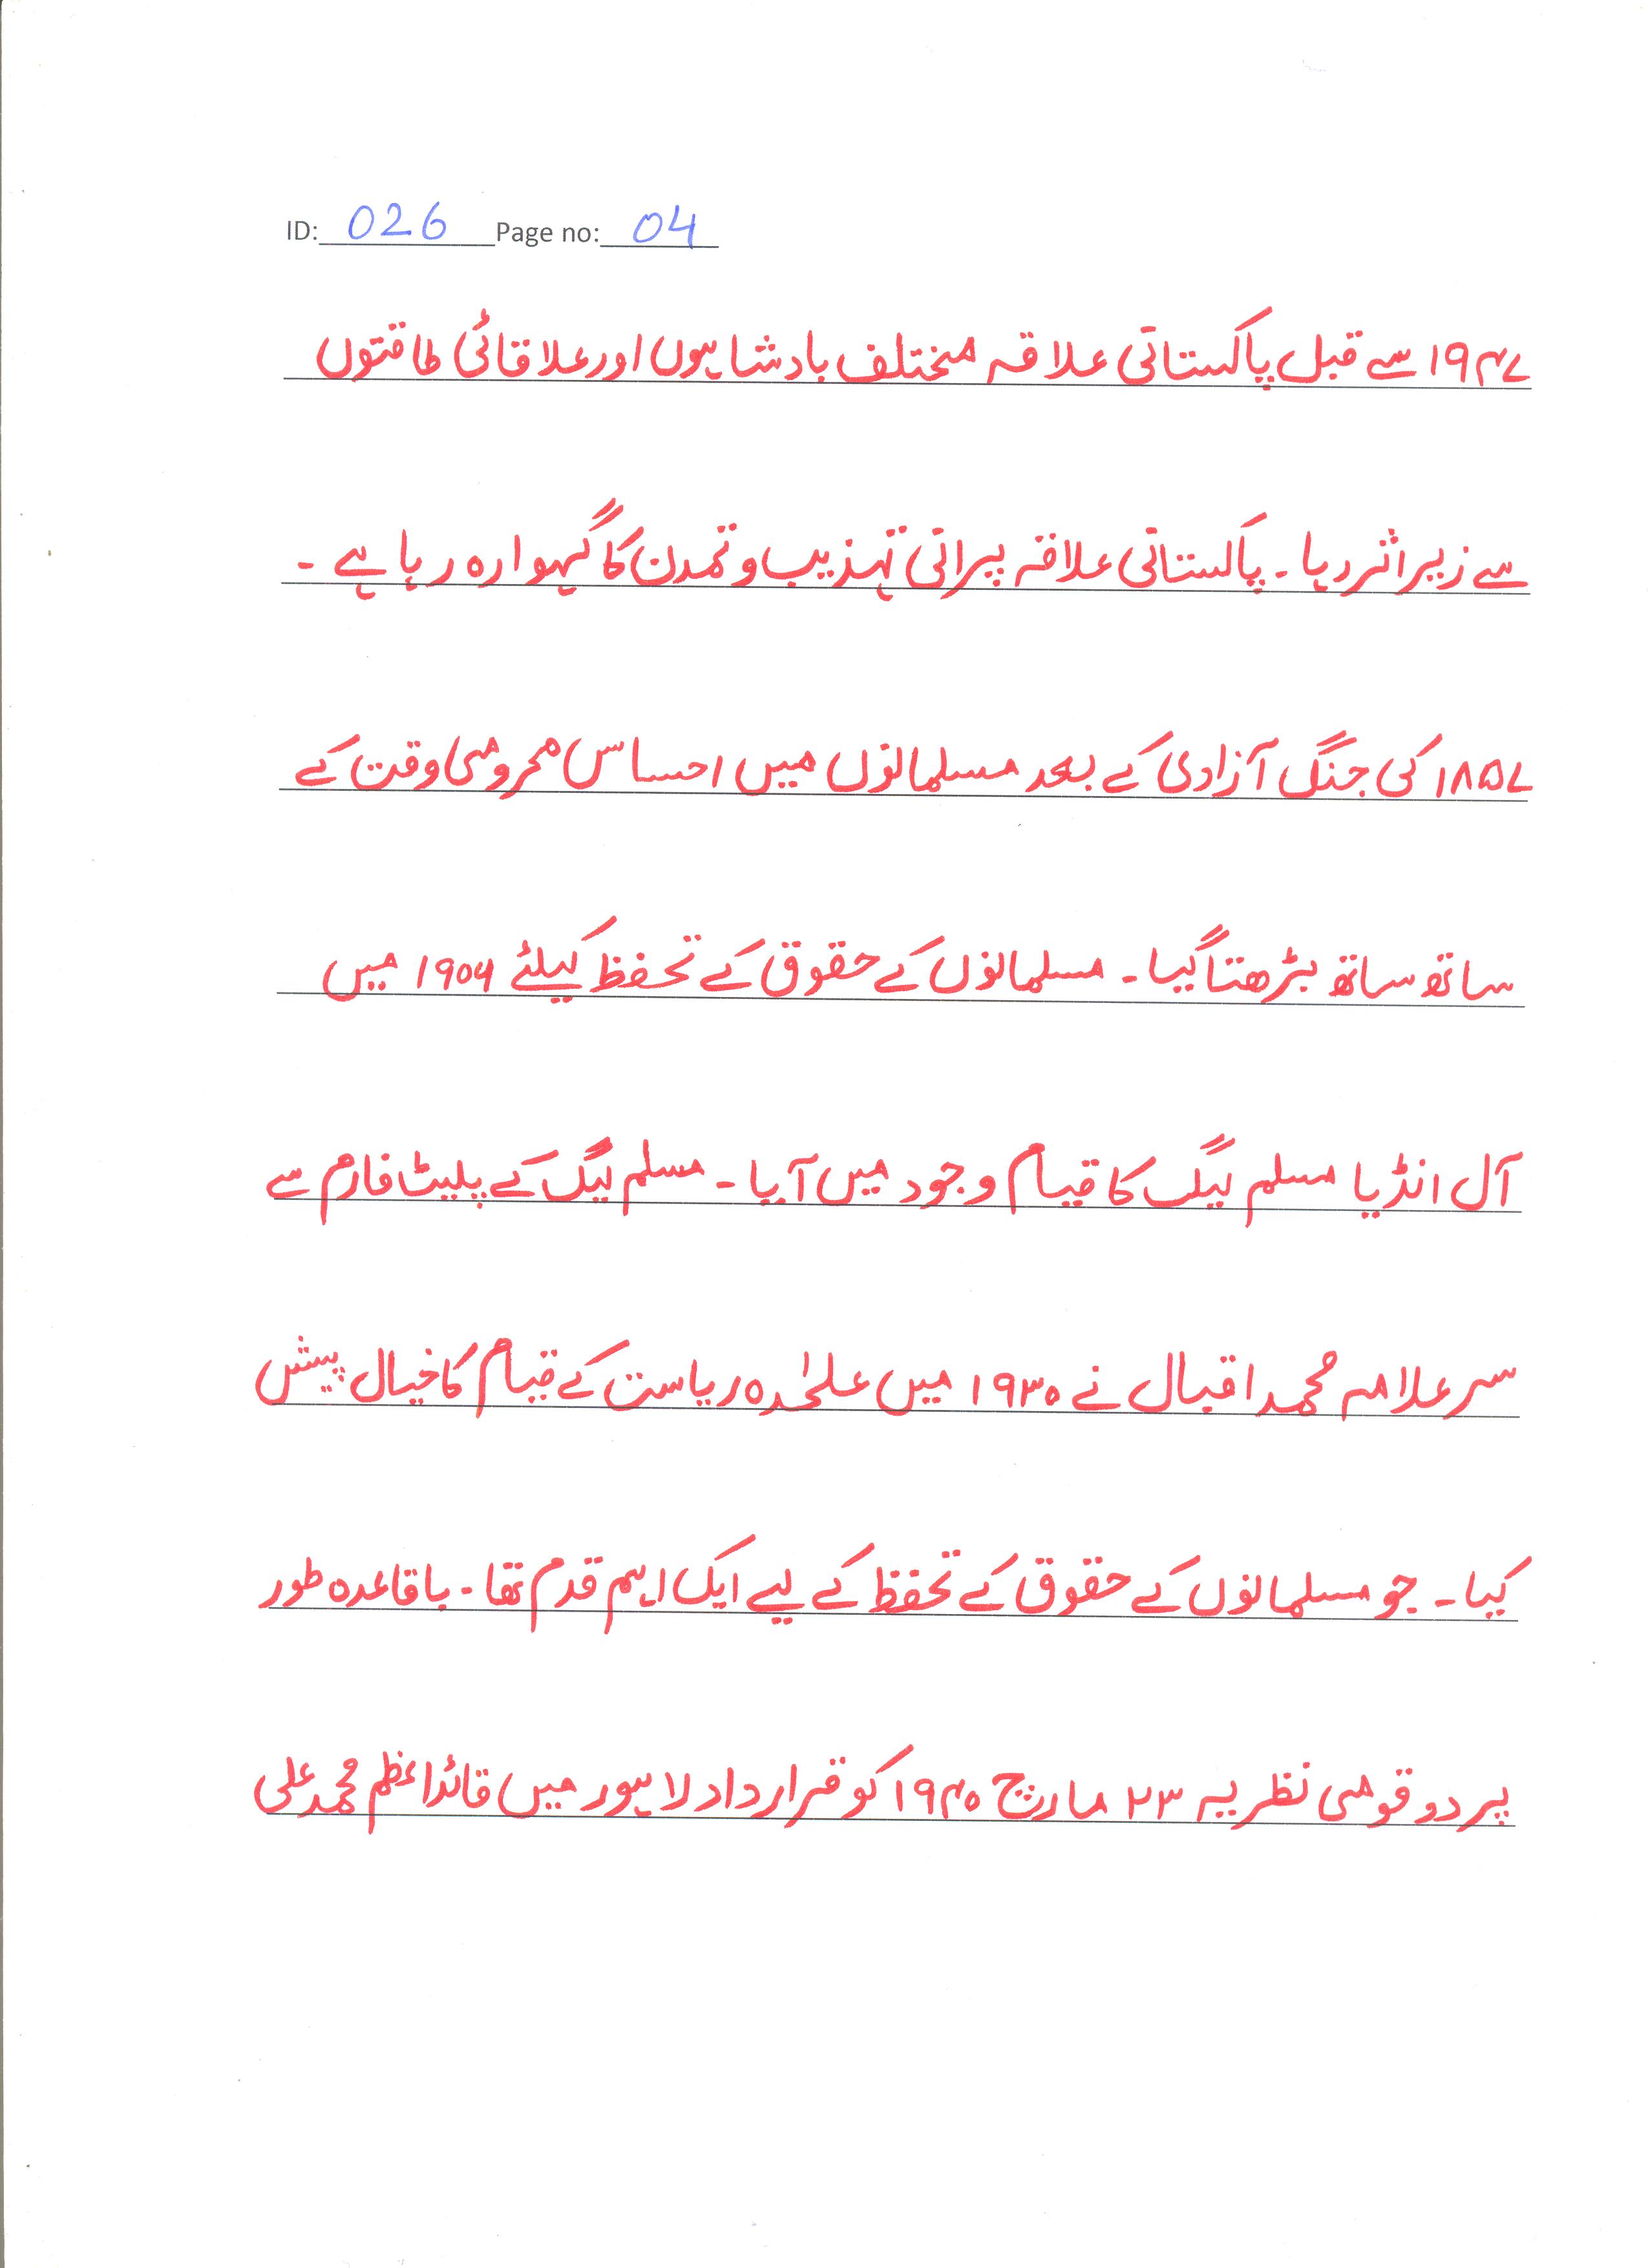 ID: 026 Page no: 04
۱۹۴۷ سے قبل پاکستانی علاقہ مختلف بادشاہوں اور علاقائی طاقتوں
سے زیر اثر رہا ۔ پاکستانی علاقہ پرانی تہذیب و تمدن کا گہوارہ رہا ہے ۔
۱۸۵۷ کی جنگ آزادی کے بعد مسلمانوں میں احساس محرومی وقت کے
ساتھ ساتھ بڑھتا گیا ۔ مسلمانوں کے حقوق کے تحفظ کیلئے ۱۹۰۶ میں
آل انڈیا مسلم لیگ کا قیام وجود میں آیا ۔ مسلم لیگ کے پلیٹ فارم سے
سر علامہ محمد اقبال نے ۱۹۳۰ میں علیٰحدہ ریاست کے قیام کا خیال پیش
کیا ۔ جو مسلمانوں کے حقوق کے تحفظ کے لیے ایک اہم قدم تھا ۔ باقاعدہ طور
پر دو قومی نظریہ ۲۳ مارچ ۱۹۴۰ کو قرارداد لاہور میں قائداعظم محمد علی